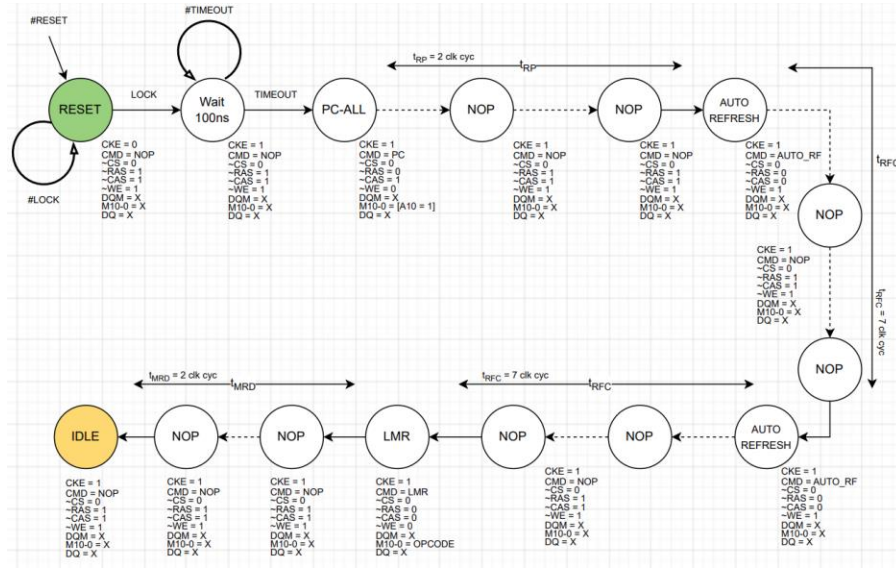 #RESET
#TIMEOUT
RESET
LOCK
Wait
100ns
TIMEOUT
PC-ALL
tRP = 2 clk cyc
tRP
NOP
NOP
AUTO
REFRESH
#LOCK
CKE = 0
CMD = NOP
~CS = 0
~RAS = 1
~CAS = 1
~WE = 1
DQM = X
M10-0 = X
DQ = X
CKE = 1
CMD = NOP
~CS = 0
~RAS = 1
~CAS = 1
~WE = 1
DQM = X
M10-0 = X
DQ = X
CKE = 1
CMD = PC
~CS = 0
~RAS = 0
~CAS = 1
~WE = 0
DQM = X
M10-0 = [A10 = 1]
DQ = X
CKE = 1
CMD = NOP
~CS = 0
~RAS = 1
~CAS = 1
~WE = 1
DQM = X
M10-0 = X
DQ = X
CKE = 1
CMD = NOP
~CS = 0
~RAS = 1
~CAS = 1
~WE = 1
DQM = X
M10-0 = X
DQ = X
CKE = 1
CMD = AUTO_RF
~CS = 0
~RAS = 0
~CAS = 0
~WE = 1
DQM = X
M10-0 = X
DQ = X
tRFC
NOP
CKE = 1
CMD = NOP
~CS = 0
~RAS = 1
~CAS = 1
~WE = 1
DQM = X
M10-0 = X
DQ = X
tRFC = 7 clk cyc
NOP
tMRD = 2 clk cyc
tMRD
tRFC = 7 clk cyc
tRFC
IDLE
NOP
NOP
LMR
NOP
NOP
AUTO
REFRESH
CKE = 1
CMD = NOP
~CS = 0
~RAS = 1
~CAS = 1
~WE = 1
DQM = X
M10-0 = X
DQ = X
CKE = 1
CMD = NOP
~CS = 0
~RAS = 1
~CAS = 1
~WE = 1
DQM = X
M10-0 = X
DQ = X
CKE = 1
CMD = NOP
~CS = 0
~RAS = 1
~CAS = 1
~WE = 1
DQM = X
M10-0 = X
DQ = X
CKE = 1
CMD = LMR
~CS = 0
~RAS = 0
~CAS = 0
~WE = 0
DQM = X
M10-0 = OPCODE
DQ = X
CKE = 1
CMD = NOP
~CS = 0
~RAS = 1
~CAS = 1
~WE = 1
DQM = X
M10-0 = X
DQ = X
CKE = 1
CMD = AUTO_RF
~CS = 0
~RAS = 0
~CAS = 0
~WE = 1
DQM = X
M10-0 = X
DQ = X